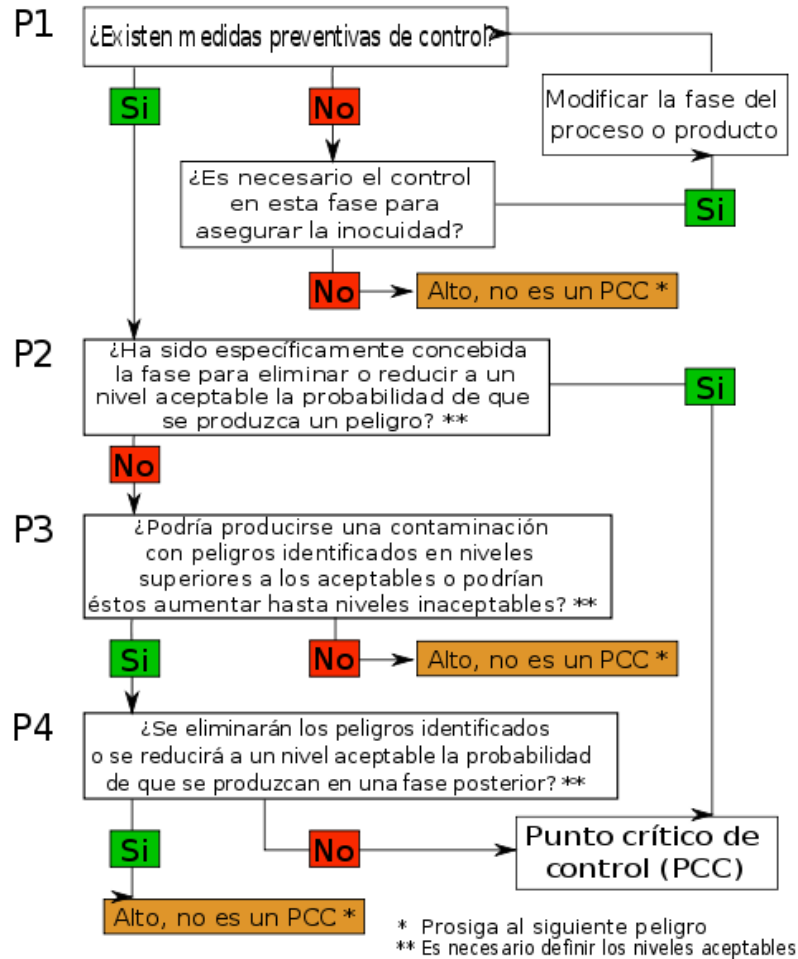 P1
¿Existen medidas preventivas de control?
Si
No
Modificar la fase del
proceso o producto
¿Es necesario el control
en esta fase para
asegurar la inocuidad?
Si
No
Alto, no es un PCC *
P2
¿Ha sido específicamente concebida
la fase para eliminar o reducir a un
nivel aceptable la probabilidad de que
se produzca un peligro? **
Si
No
P3
¿Podría producirse una contaminación
con peligros identificados en niveles
superiores a los aceptables o podrían
éstos aumentar hasta niveles inaceptables? **
Si
No
Alto, no es un PCC *
P4
¿Se eliminarán los peligros identificados
o se reducirá a un nivel aceptable la probabilidad
de que se produzcan en una fase posterior? **
Si
No
Punto crítico de
control (PCC)
Alto, no es un PCC *
* Prosiga al siguiente peligro
** Es necesario definir los niveles aceptables